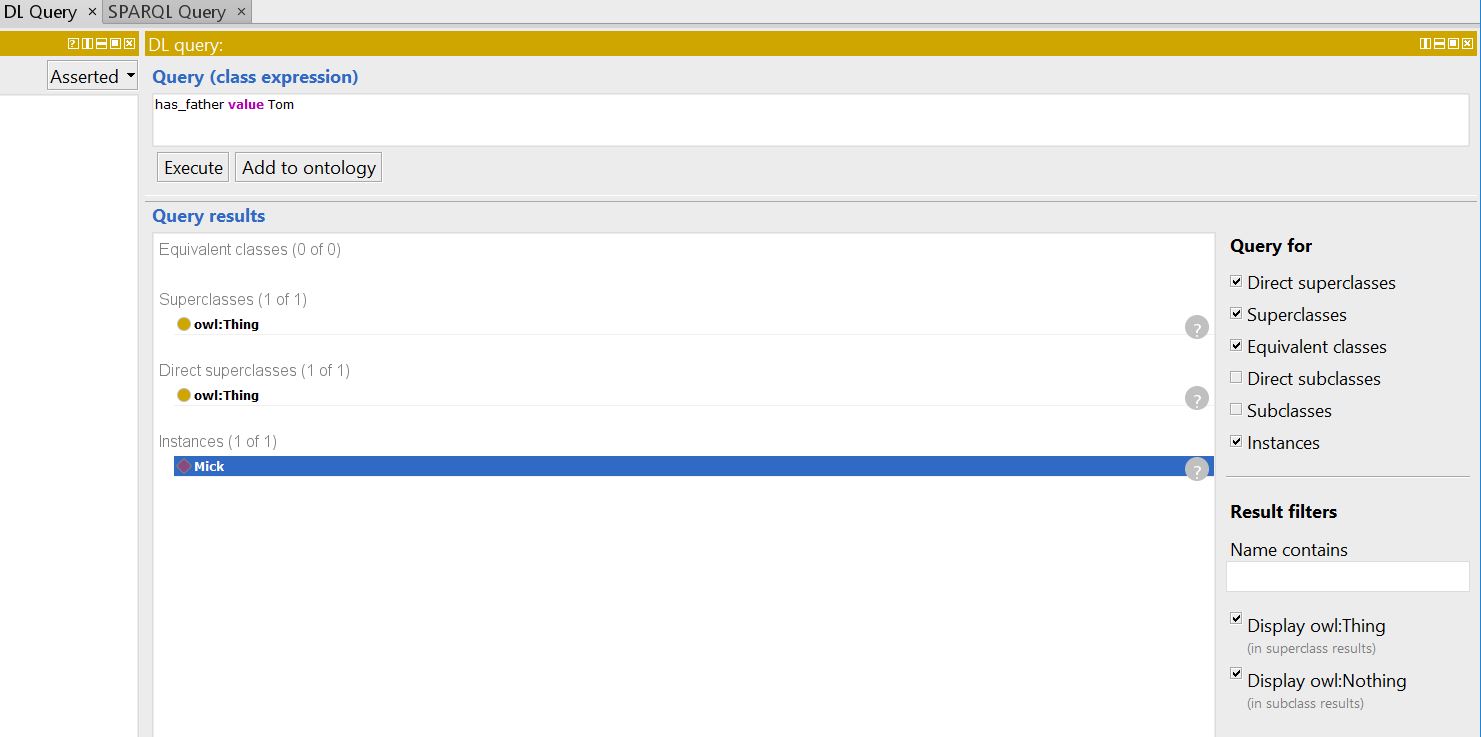 DL Query × SPARQL Query ×
DL query:
Asserted
Query (class expression)
has_father value Tom
Execute Add to ontology
Query results
Equivalent classes (0 of 0)
Superclasses (1 of 1)
owl:Thing
?
Direct superclasses (1 of 1)
owl:Thing
?
Instances (1 of 1)
Mick
?
Query for
Direct superclasses
Superclasses
Equivalent classes
Direct subclasses
Subclasses
Instances
Result filters
Name contains
Display owl:Thing
(in superclass results)
Display owl:Nothing
(in subclass results)